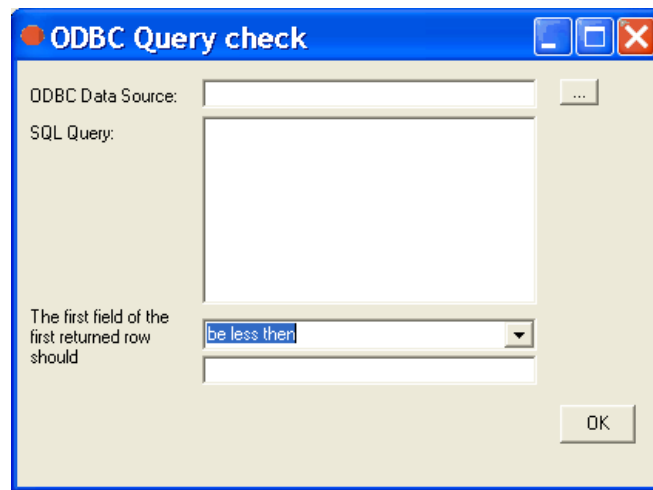 ODBC Query check
ODBC Data Source:
...
SQL Query:
The first field of the
first returned row
should
be less then
OK